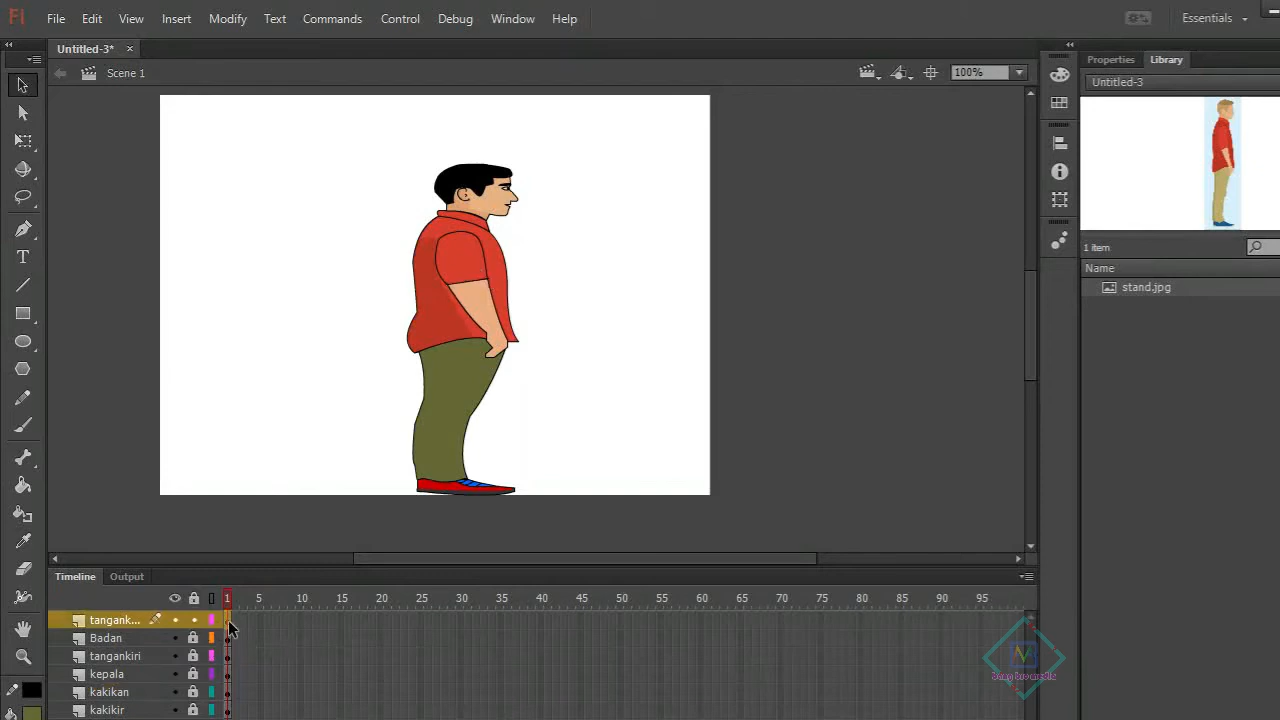 Fl File Edit View Insert Modify Text Commands Control Debug Window Help Essentials
Untitled-3* ×
Scene 1 100%
Properties Library
Untitled-3
1 item
Name
stand.jpg
Timeline Output
1 5 10 15 20 25 30 35 40 45 50 55 60 65 70 75 80 85 90 95
tangank...
Badan
tangankiri
kepala
kakikan
kakikir